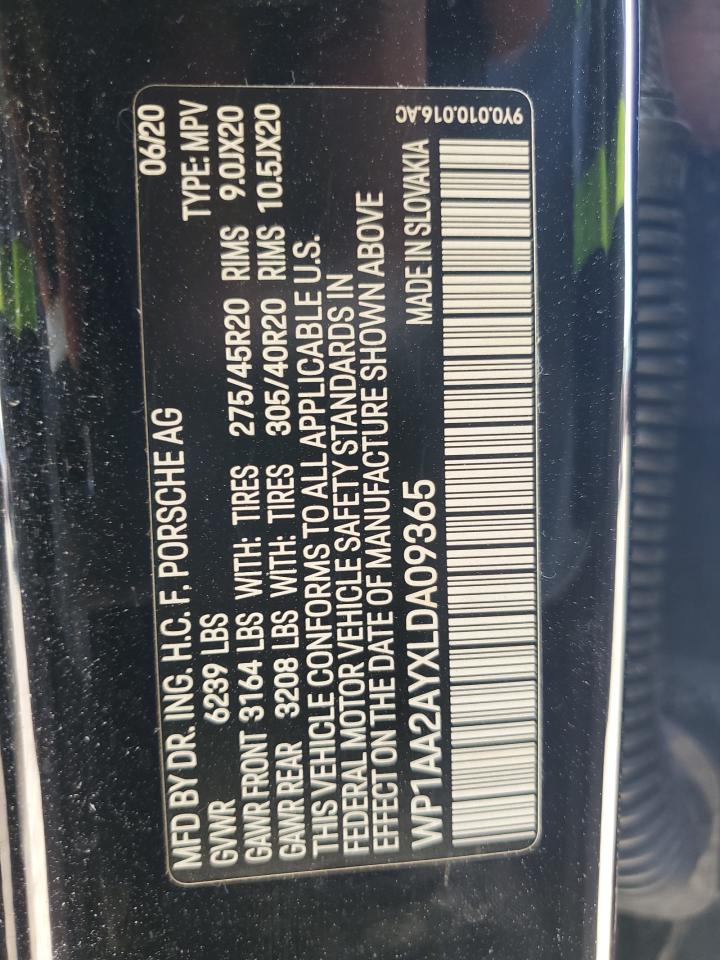 MFD BY DR. ING. H.C. F. PORSCHE AG 06/20
GVWR 6239 LBS TYPE: MPV
GAWR FRONT 3164 LBS WITH: TIRES 275/45R20 RIMS 9.0JX20
GAWR REAR 3208 LBS WITH: TIRES 305/40R20 RIMS 10.5JX20
THIS VEHICLE CONFORMS TO ALL APPLICABLE U.S.
FEDERAL MOTOR VEHICLE SAFETY STANDARDS IN
EFFECT ON THE DATE OF MANUFACTURE SHOWN ABOVE
WP1AA2AYXLDA09365 MADE IN SLOVAKIA
9Y0.010.016.AC